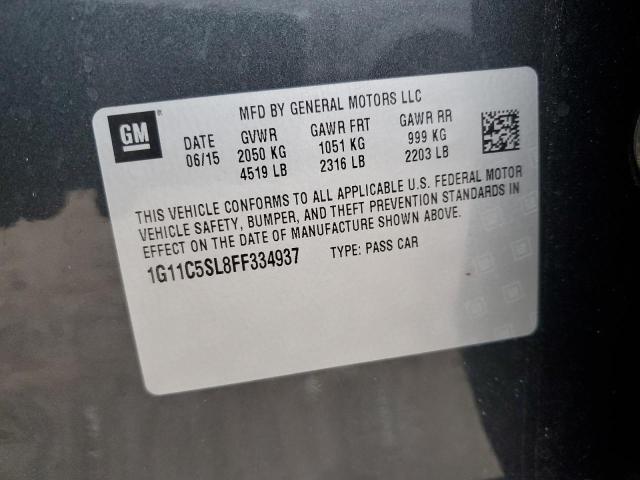 GM
MFD BY GENERAL MOTORS LLC
DATE GVWR GAWR FRT GAWR RR
06/15 2050 KG 1051 KG 999 KG
4519 LB 2316 LB 2203 LB
THIS VEHICLE CONFORMS TO ALL APPLICABLE U.S. FEDERAL MOTOR
VEHICLE SAFETY, BUMPER, AND THEFT PREVENTION STANDARDS IN
EFFECT ON THE DATE OF MANUFACTURE SHOWN ABOVE.
1G11C5SL8FF334937 TYPE: PASS CAR